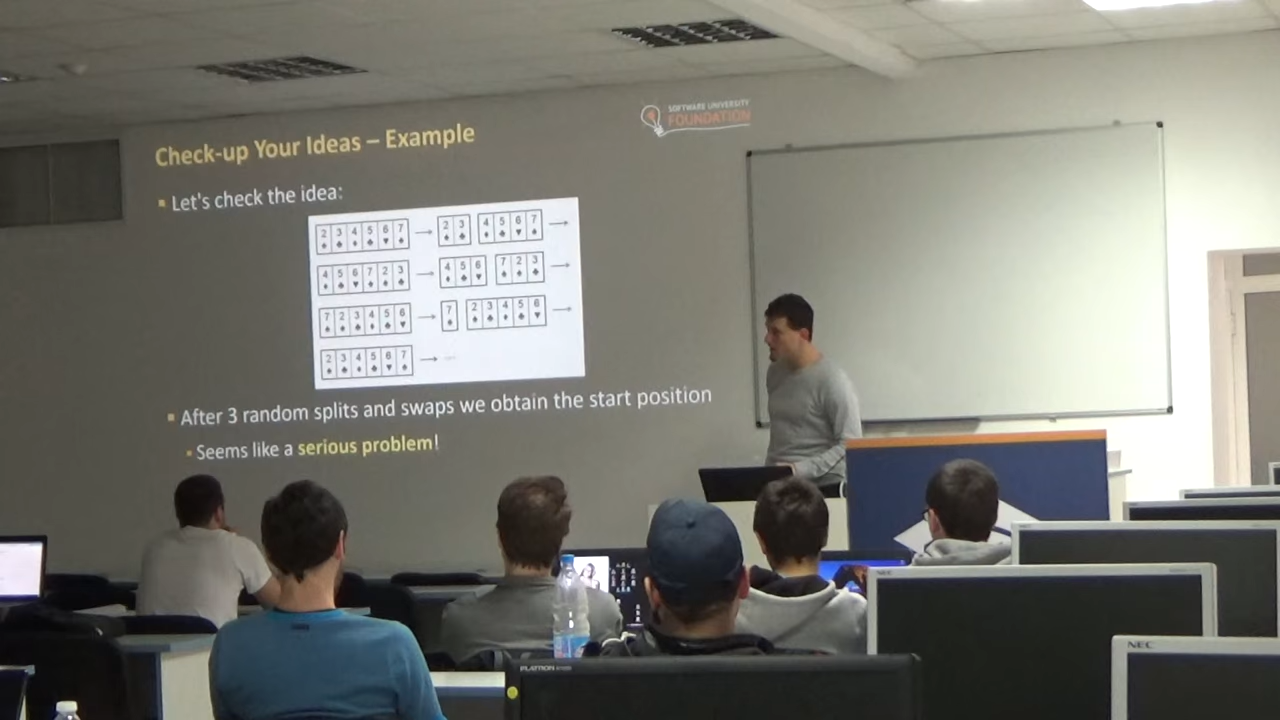 SOFTWARE UNIVERSITY
FOUNDATION
Check-up Your Ideas – Example
▪ Let's check the idea:
2 3 4 5 6 7 → 2 3 4 5 6 7 →
4 5 6 7 2 3 → 4 5 6 7 2 3 →
7 2 3 4 5 6 → 7 2 3 4 5 6 →
2 3 4 5 6 7 →
▪ After 3 random splits and swaps we obtain the start position
▪ Seems like a serious problem!
FLATRON
NEC
NEC